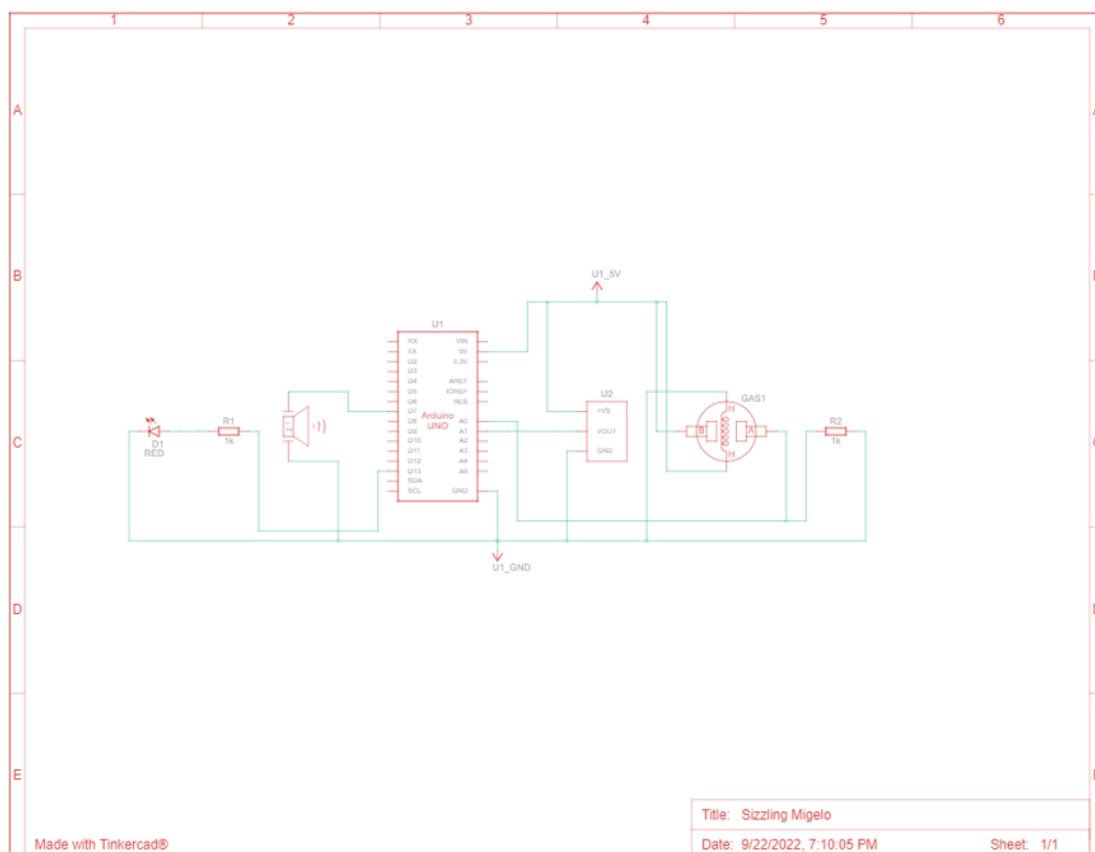 1 2 3 4 5 6
A A
B B
C C
D D
E E
U1_5V
U1
RX VIN
TX 5V
D2 3.3V
D3
D4 AREF
D5 IOREF
D6 RES
D7
D8 A0
D9 A1
D10 A2
D11 A3
D12 A4
D13 A5
SDA
SCL GND
Arduino
UNO
D1
RED
R1
1k
1 2
U2
+VS
VOUT
GND
GAS1
H
B A
H
R2
1k
U1_GND
Title: Sizzling Migelo
Made with Tinkercad®
Date: 9/22/2022, 7:10:05 PM Sheet: 1/1